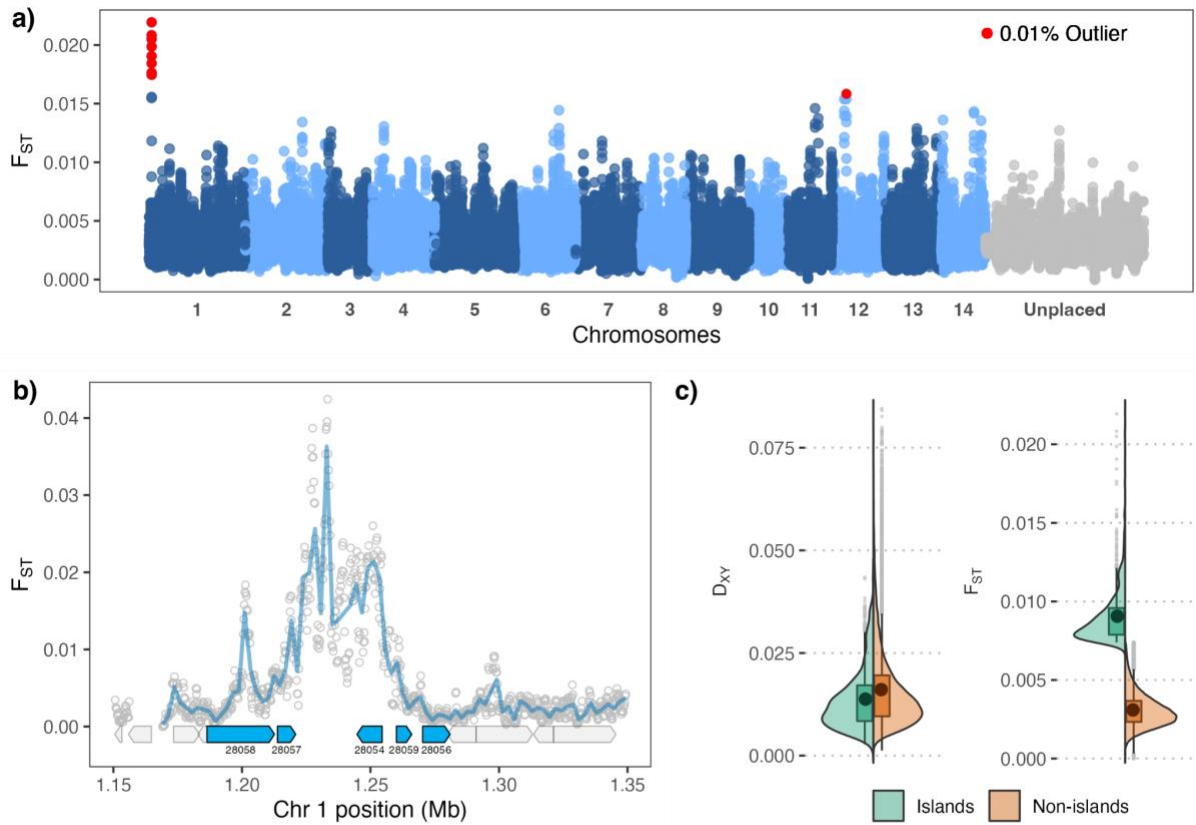 a)
0.01% Outlier
0.020
0.015
0.010
0.005
0.000
FST
1 2 3 4 5 6 7 8 9 10 11 12 13 14 Unplaced
Chromosomes
b)
0.04
0.03
0.02
0.01
0.00
FST
28058 28057 28054 28059 28056
1.15 1.20 1.25 1.30 1.35
Chr 1 position (Mb)
c)
0.075
0.050
0.025
0.000
DXY
0.020
0.015
0.010
0.005
0.000
FST
Islands Non-islands